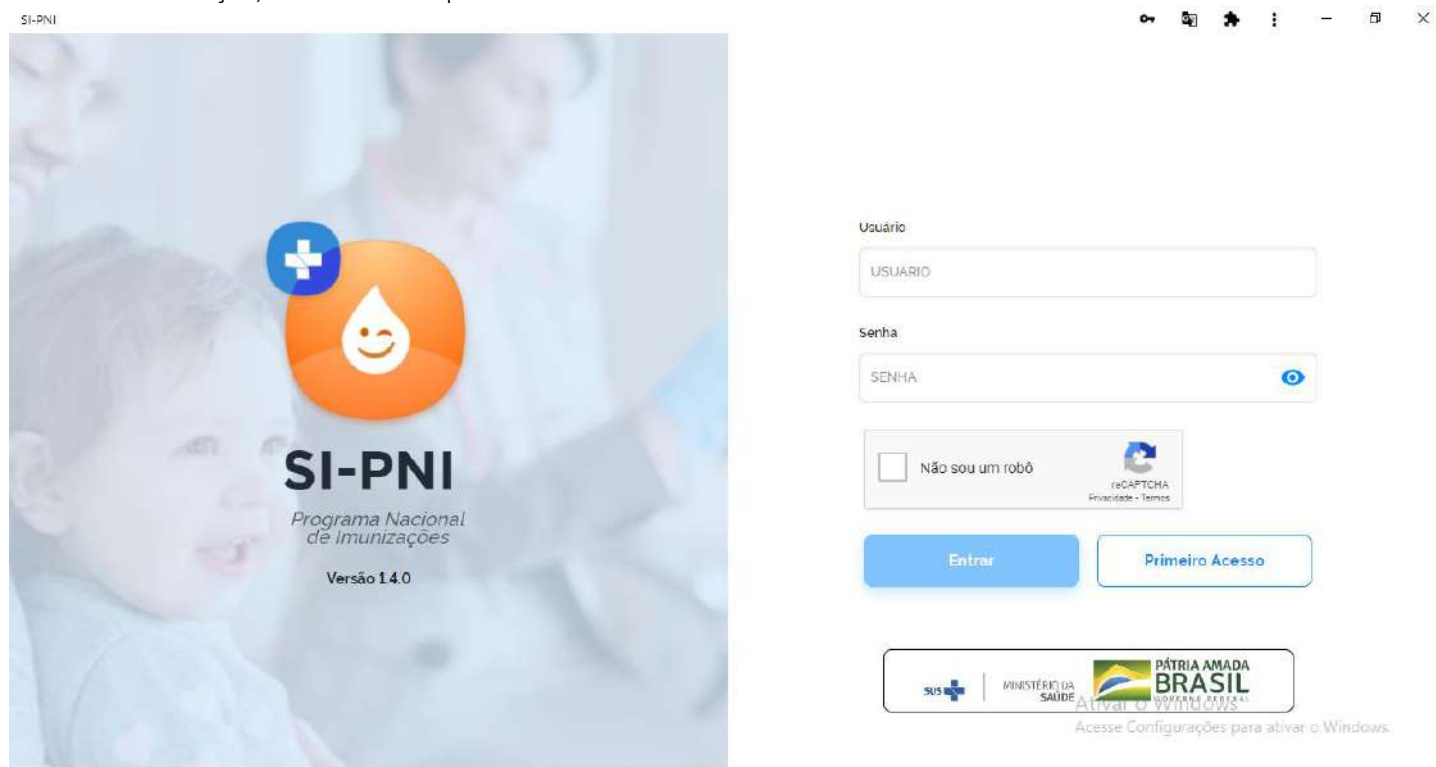 SI-PNI
SI-PNI
Programa Nacional
de Imunizações
Versão 1.4.0
Usuário
USUARIO
Senha
SENHA
Não sou um robô
reCAPTCHA
Privacidade - Termos
Entrar
Primeiro Acesso
SUS
MINISTÉRIO DA
SAÚDE
PÁTRIA AMADA
BRASIL
GOVERNO FEDERAL
Ativar o Windows
Acesse Configurações para ativar o Windows.